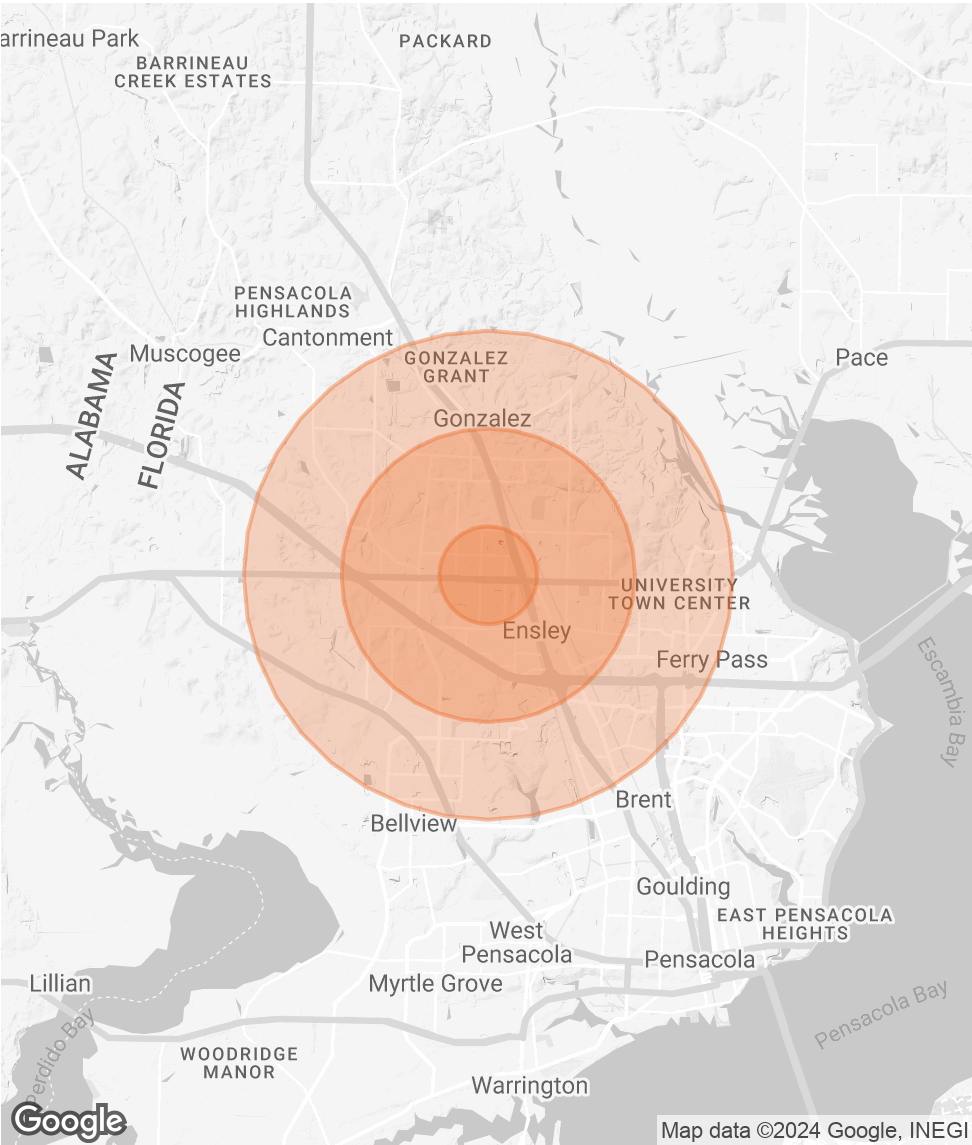 arrineau Park
PACKARD
BARRINEAU
CREEK ESTATES
PENSACOLA
HIGHLANDS
Cantonment
Muscogee
GONZALEZ
GRANT
Pace
ALABAMA
FLORIDA
Gonzalez
UNIVERSITY
TOWN CENTER
Ensley
Ferry Pass
Escambia Bay
Brent
Bellview
Goulding
EAST PENSACOLA
HEIGHTS
West
Pensacola
Pensacola
Lillian
Myrtle Grove
Pensacola Bay
Perdido Bay
WOODRIDGE
MANOR
Warrington
Google
Map data ©2024 Google, INEGI